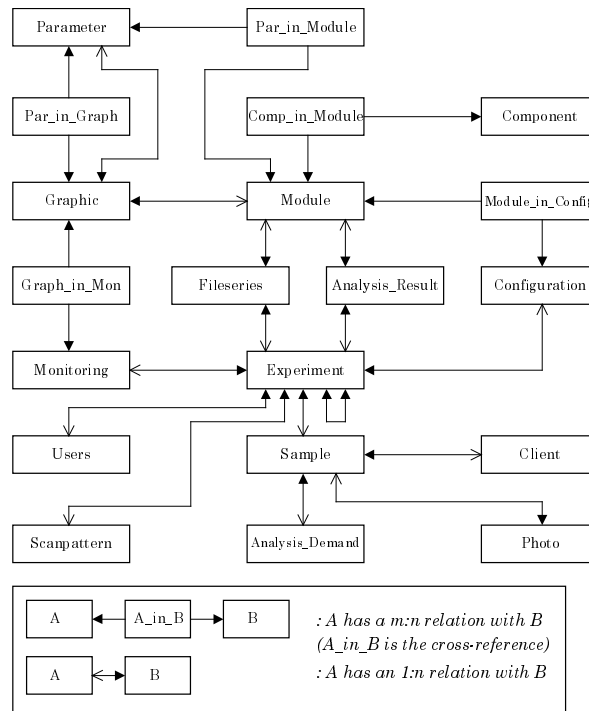 Parameter
Par_in_Module
Par_in_Graph
Comp_in_Module
Component
Graphic
Module
Module_in_Config
Graph_in_Mon
Fileseries
Analysis_Result
Configuration
Monitoring
Experiment
Users
Sample
Client
Scanpattern
Analysis_Demand
Photo
A
A_in_B
B
: A has a m:n relation with B
(A_in_B is the cross-reference)
A
B
: A has an 1:n relation with B